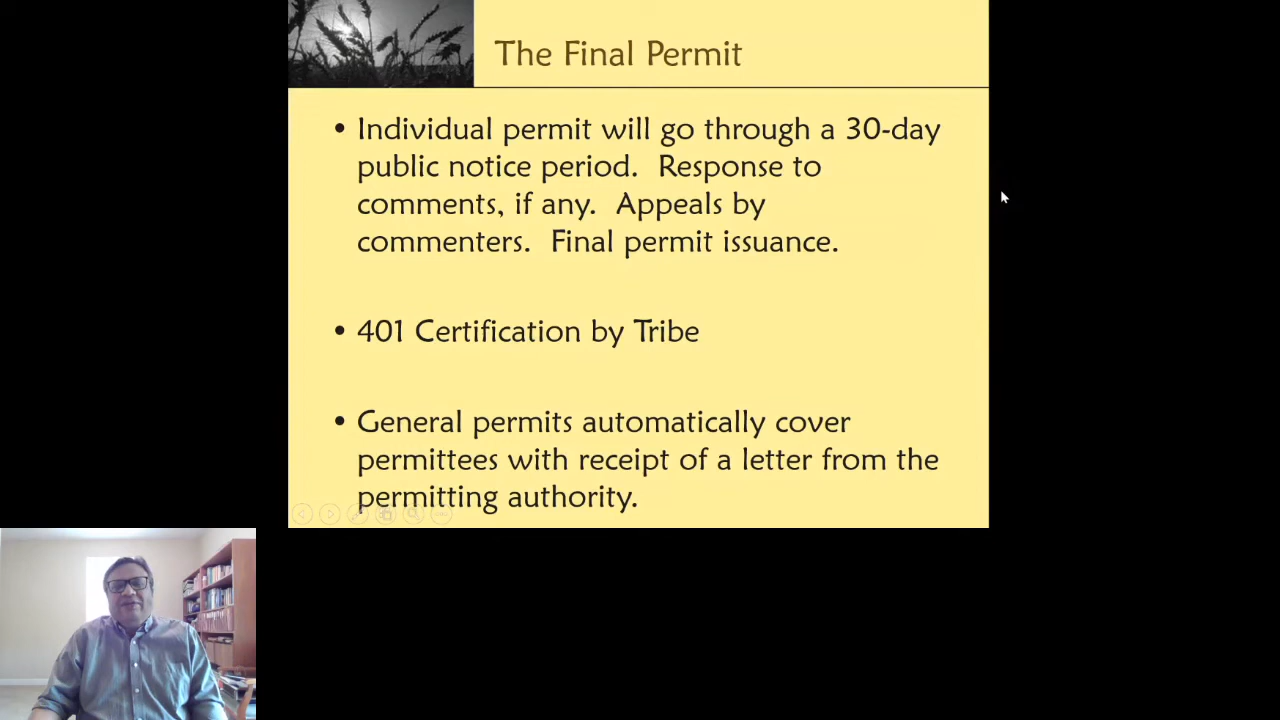 The Final Permit
• Individual permit will go through a 30-day
public notice period.  Response to
comments, if any.  Appeals by
commenters.  Final permit issuance.
• 401 Certification by Tribe
• General permits automatically cover
permittees with receipt of a letter from the
permitting authority.